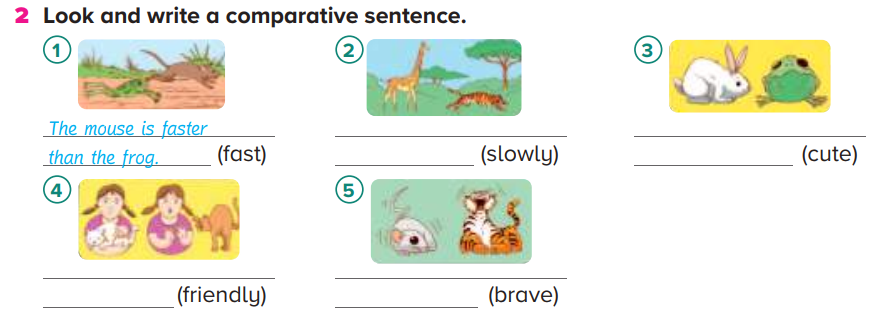 2 Look and write a comparative sentence.
1
2
3
The mouse is faster
than the frog. (fast)
(slowly)
(cute)
4
5
(friendly)
(brave)